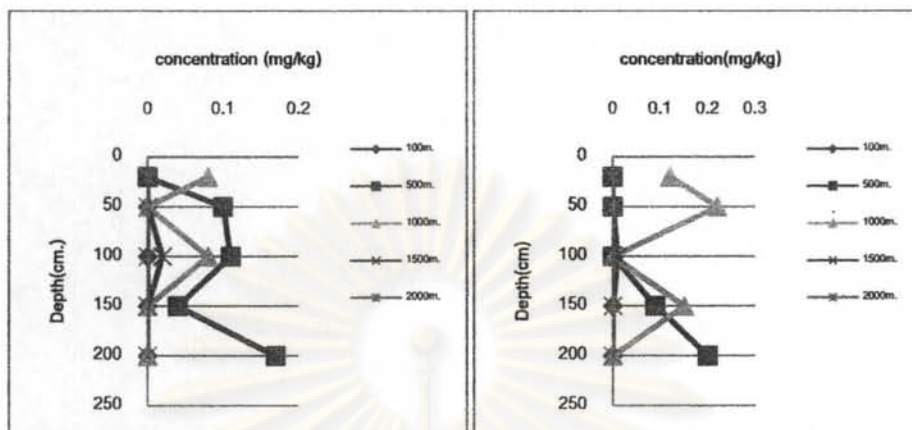 concentration (mg/kg)
0 0.1 0.2
0
50
100
150
200
250
Depth(cm.)
100m.
500m.
1000m.
1500m.
2000m.
concentration(mg/kg)
0 0.1 0.2 0.3
0
50
100
150
200
250
Depth(cm)
100m.
500m.
1000m.
1500m.
2000m.